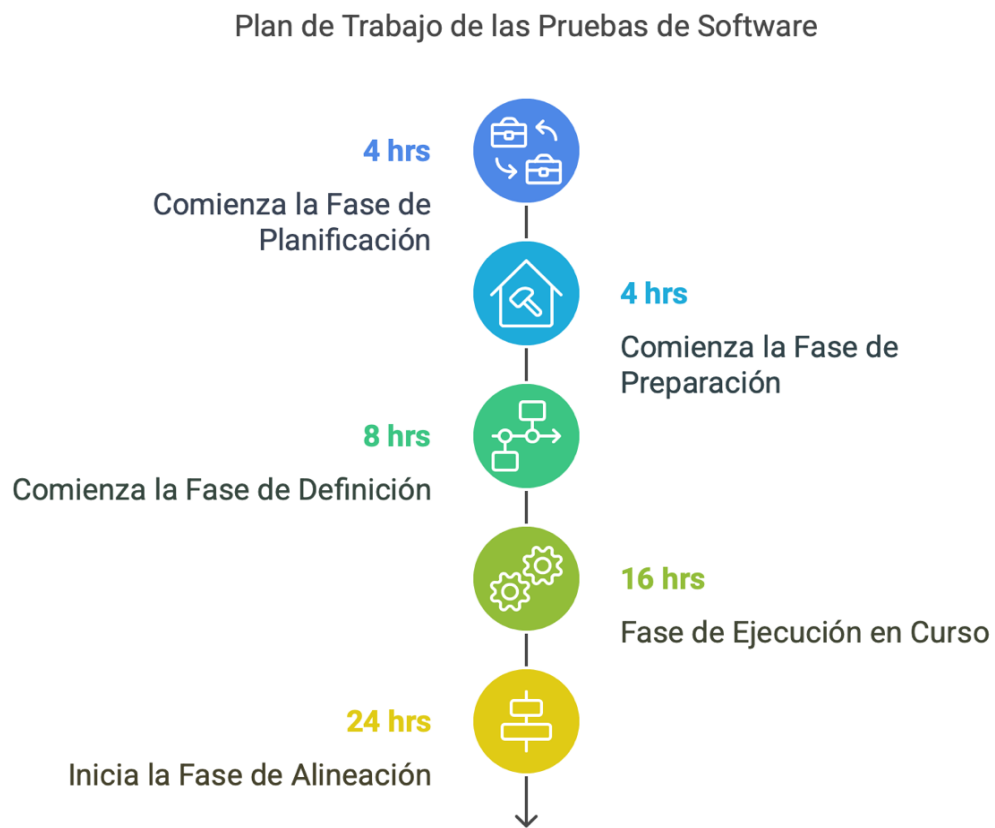 Plan de Trabajo de las Pruebas de Software
4 hrs
Comienza la Fase de
Planificación
4 hrs
Comienza la Fase de
Preparación
8 hrs
Comienza la Fase de Definición
16 hrs
Fase de Ejecución en Curso
24 hrs
Inicia la Fase de Alineación